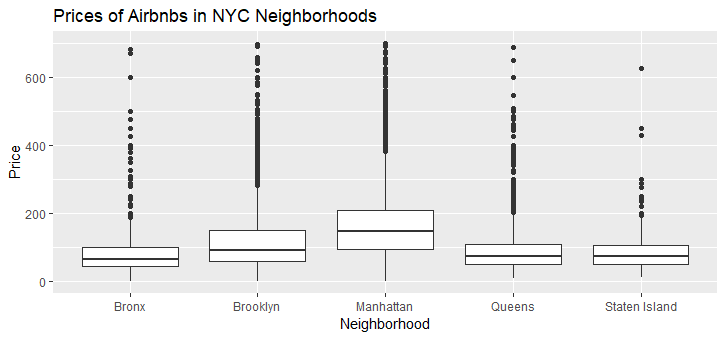 Prices of Airbnbs in NYC Neighborhoods
Price
600
400
200
0
Bronx Brooklyn Manhattan Queens Staten Island
Neighborhood